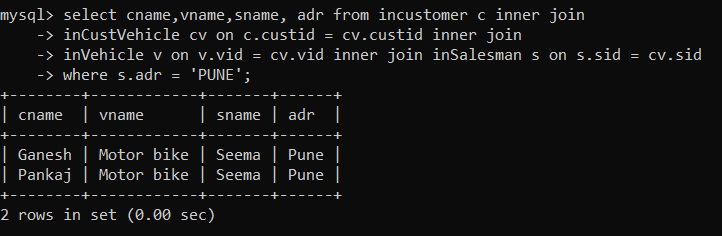 mysql> select cname,vname,sname, adr from incustomer c inner join
    -> inCustVehicle cv on c.custid = cv.custid inner join
    -> inVehicle v on v.vid = cv.vid inner join inSalesman s on s.sid = cv.sid
    -> where s.adr = 'PUNE';
+--------+------------+-------+------+
| cname  | vname      | sname | adr  |
+--------+------------+-------+------+
| Ganesh | Motor bike | Seema | Pune |
| Pankaj | Motor bike | Seema | Pune |
+--------+------------+-------+------+
2 rows in set (0.00 sec)